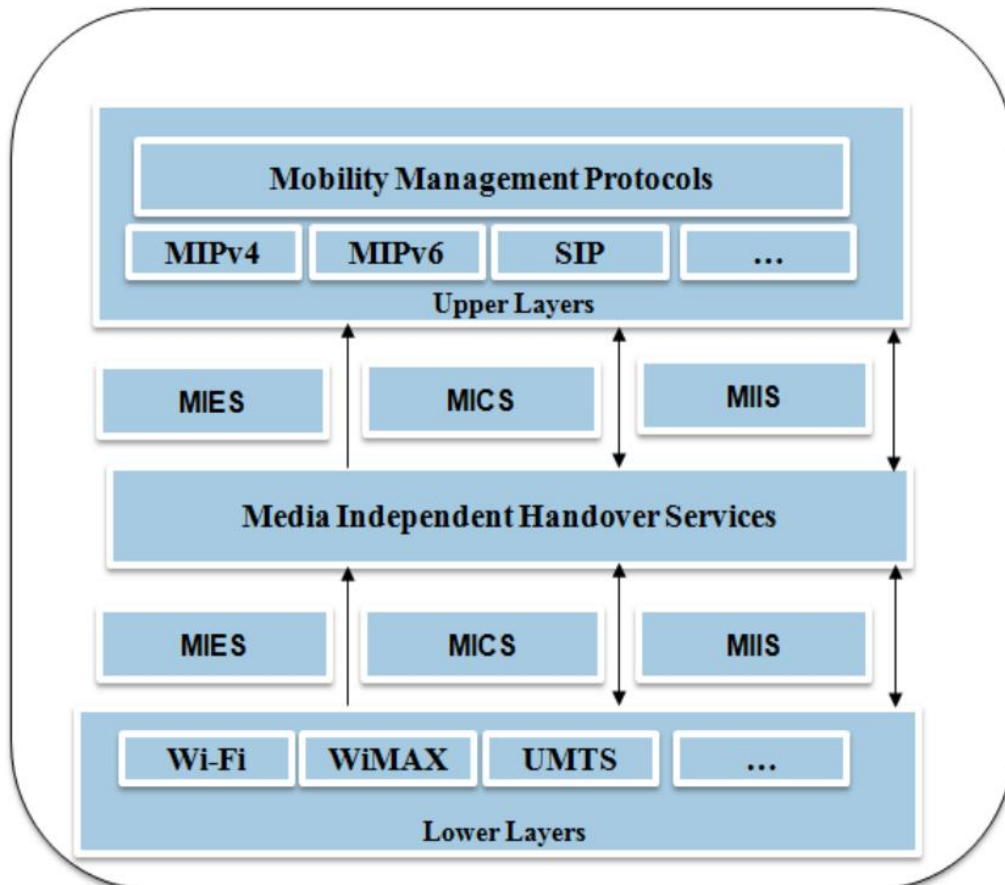 Mobility Management Protocols
MIPv4 MIPv6 SIP ...
Upper Layers
MIES MICS MIIS
Media Independent Handover Services
MIES MICS MIIS
Wi-Fi WiMAX UMTS ...
Lower Layers